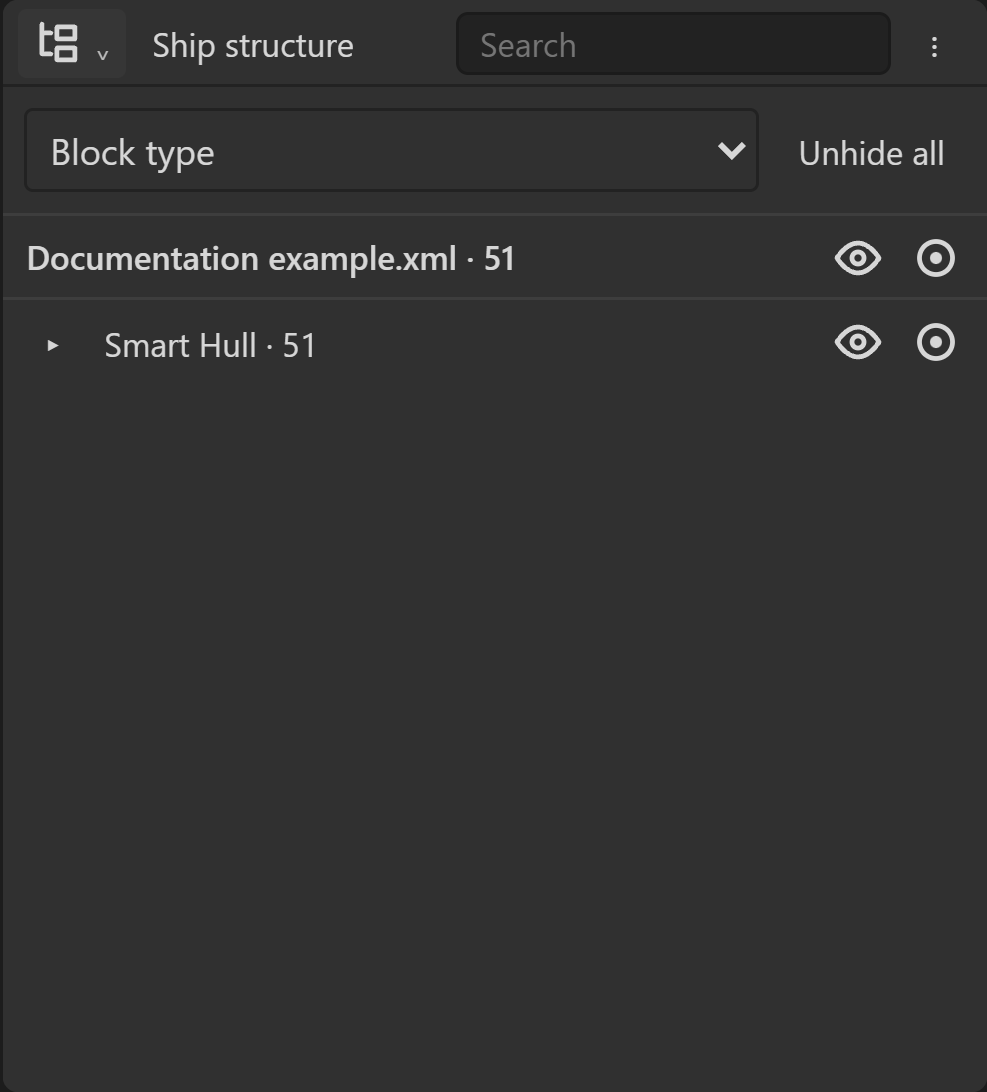 Ship structure
Search
Block type
Unhide all
Documentation example.xml · 51
Smart Hull · 51